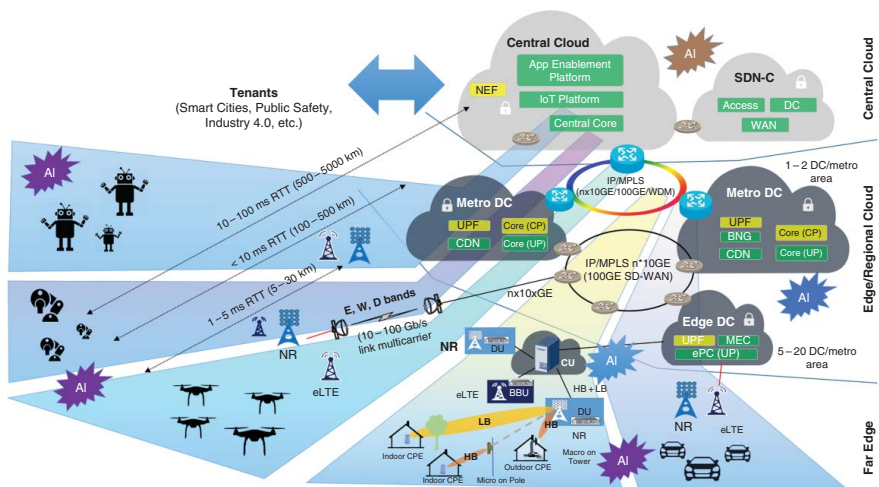 Central Cloud
App Enablement
Platform
NEF
IoT Platform
Central Core
AI
SDN-C
Access
DC
WAN
Central Cloud
Tenants
(Smart Cities, Public Safety,
Industry 4.0, etc.)
AI
10–100 ms RTT (500–5000 km)
< 10 ms RTT (100–500 km)
1–5 ms RTT (5–30 km)
IP/MPLS
(nx10GE/100GE/WDM)
1–2 DC/metro
area
Metro DC
UPF
Core (CP)
CDN
Core (UP)
Metro DC
UPF
BNG
Core (CP)
CDN
Core (UP)
IP/MPLS n*10GE
(100GE SD-WAN)
nx10xGE
Edge/Regional Cloud
AI
E, W, D bands
(10–100 Gb/s
link multicarrier)
NR
eLTE
AI
Edge DC
UPF
MEC
ePC (UP)
5–20 DC/metro
area
NR
DU
CU
AI
eLTE
BBU
HB+LB
DU
NR
Macro on
Tower
LB
HB
HB
Indoor CPE
Indoor CPE
Micro on Pole
Outdoor CPE
AI
NR
eLTE
Far Edge